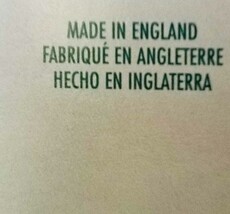 MADE IN ENGLAND
FABRIQUÉ EN ANGLETERRE
HECHO EN INGLATERRA